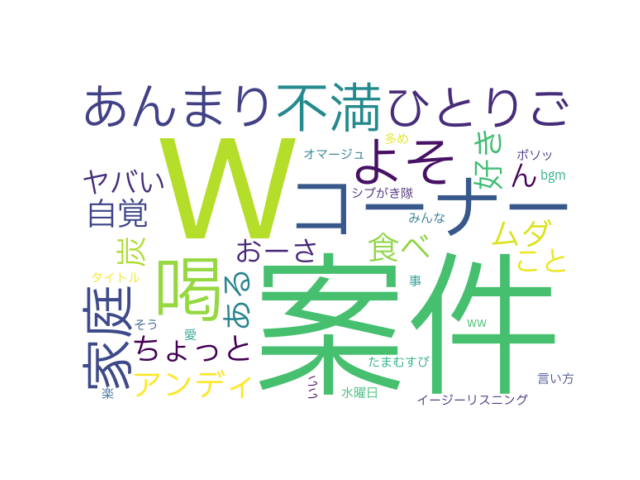 あんまり
不満
ひとりご
W
よそ
オマージュ
多め
好き
ボソッ
bgm
ん
ヤバい
自覚
シブがき隊
コーナー
みんな
ムダ
こと
炭
おーさ
食べ
喝
ある
案件
タイトル
家庭
そう
愛
事
ww
ちょっと
アンディ
たまむすび
水曜日
イージーリスニング
言い方
楽